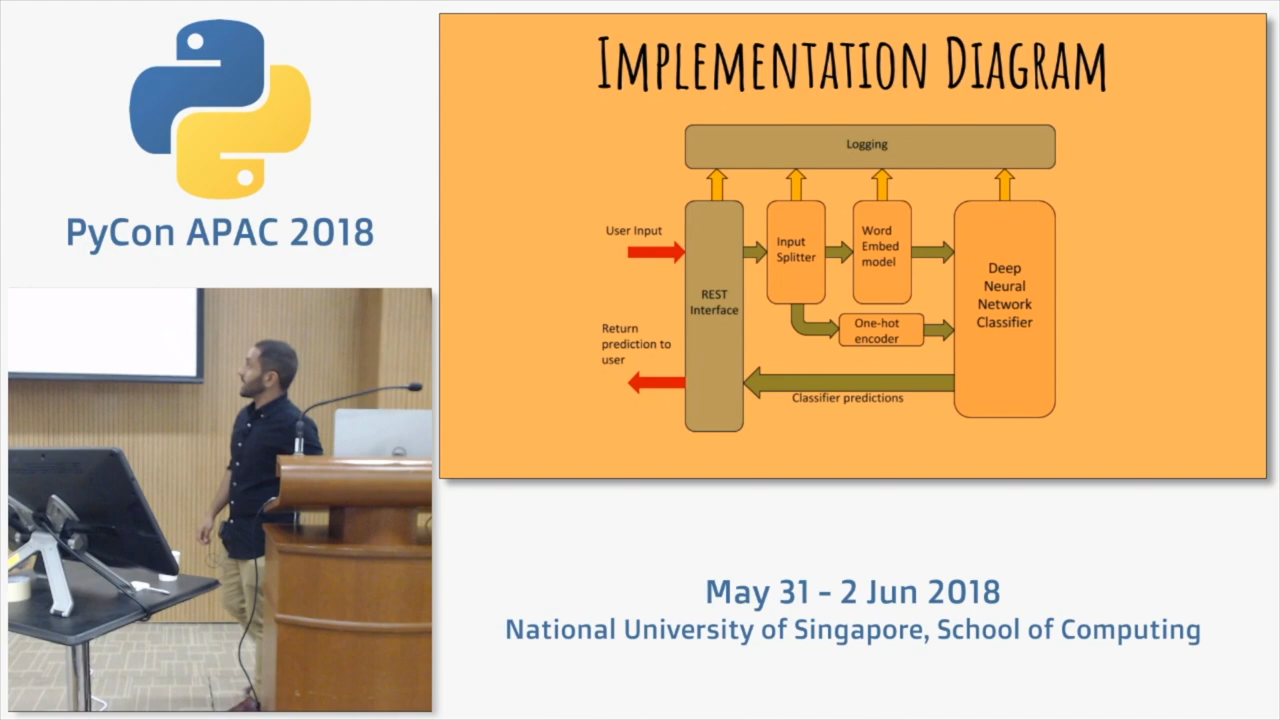 PyCon APAC 2018
IMPLEMENTATION DIAGRAM
Logging
User Input
REST
Interface
Input
Splitter
Word
Embed
model
Deep
Neural
Network
Classifier
One-hot
encoder
Return
prediction to
user
Classifier predictions
May 31 - 2 Jun 2018
National University of Singapore, School of Computing